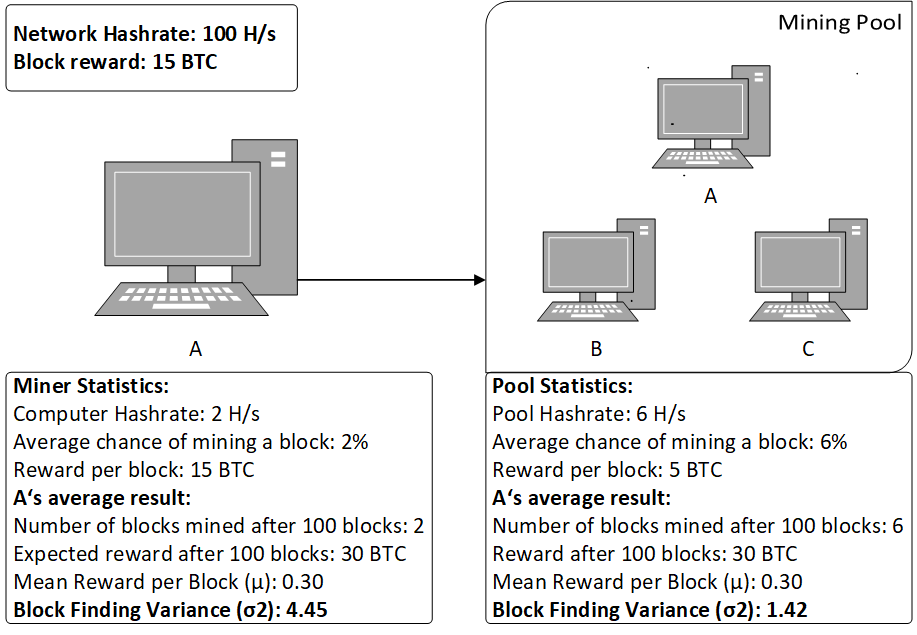 Network Hashrate: 100 H/s
Block reward: 15 BTC
Mining Pool
A
A
B
C
Miner Statistics:
Computer Hashrate: 2 H/s
Average chance of mining a block: 2%
Reward per block: 15 BTC
A‘s average result:
Number of blocks mined after 100 blocks: 2
Expected reward after 100 blocks: 30 BTC
Mean Reward per Block (μ): 0.30
Block Finding Variance (σ2): 4.45
Pool Statistics:
Pool Hashrate: 6 H/s
Average chance of mining a block: 6%
Reward per block: 5 BTC
A‘s average result:
Number of blocks mined after 100 blocks: 6
Reward after 100 blocks: 30 BTC
Mean Reward per Block (μ): 0.30
Block Finding Variance (σ2): 1.42